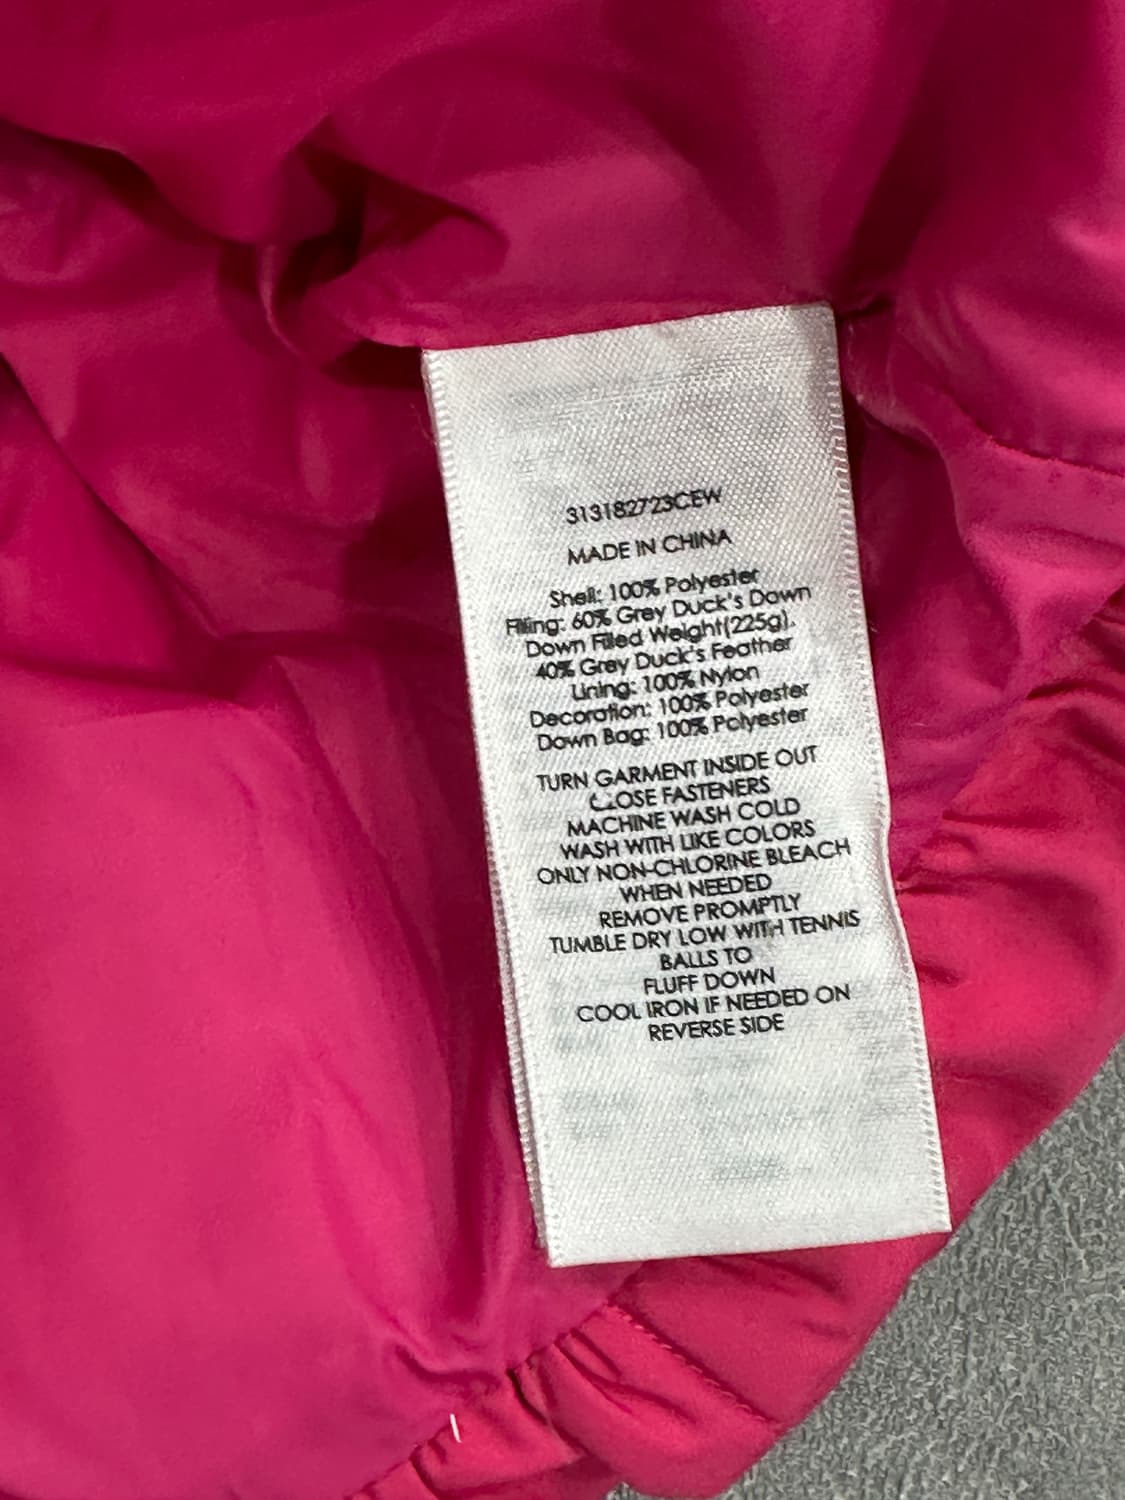 313182723CEW
MADE IN CHINA
Shell: 100% Polyester
Filling: 60% Grey Duck's Down
Down Filled Weight(225g).
40% Grey Duck's Feather
Lining: 100% Nylon
Decoration: 100% Polyester
Down Bag: 100% Polyester
TURN GARMENT INSIDE OUT
CLOSE FASTENERS
MACHINE WASH COLD
WASH WITH LIKE COLORS
ONLY NON-CHLORINE BLEACH
WHEN NEEDED
REMOVE PROMPTLY
TUMBLE DRY LOW WITH TENNIS
BALLS TO
FLUFF DOWN
COOL IRON IF NEEDED ON
REVERSE SIDE